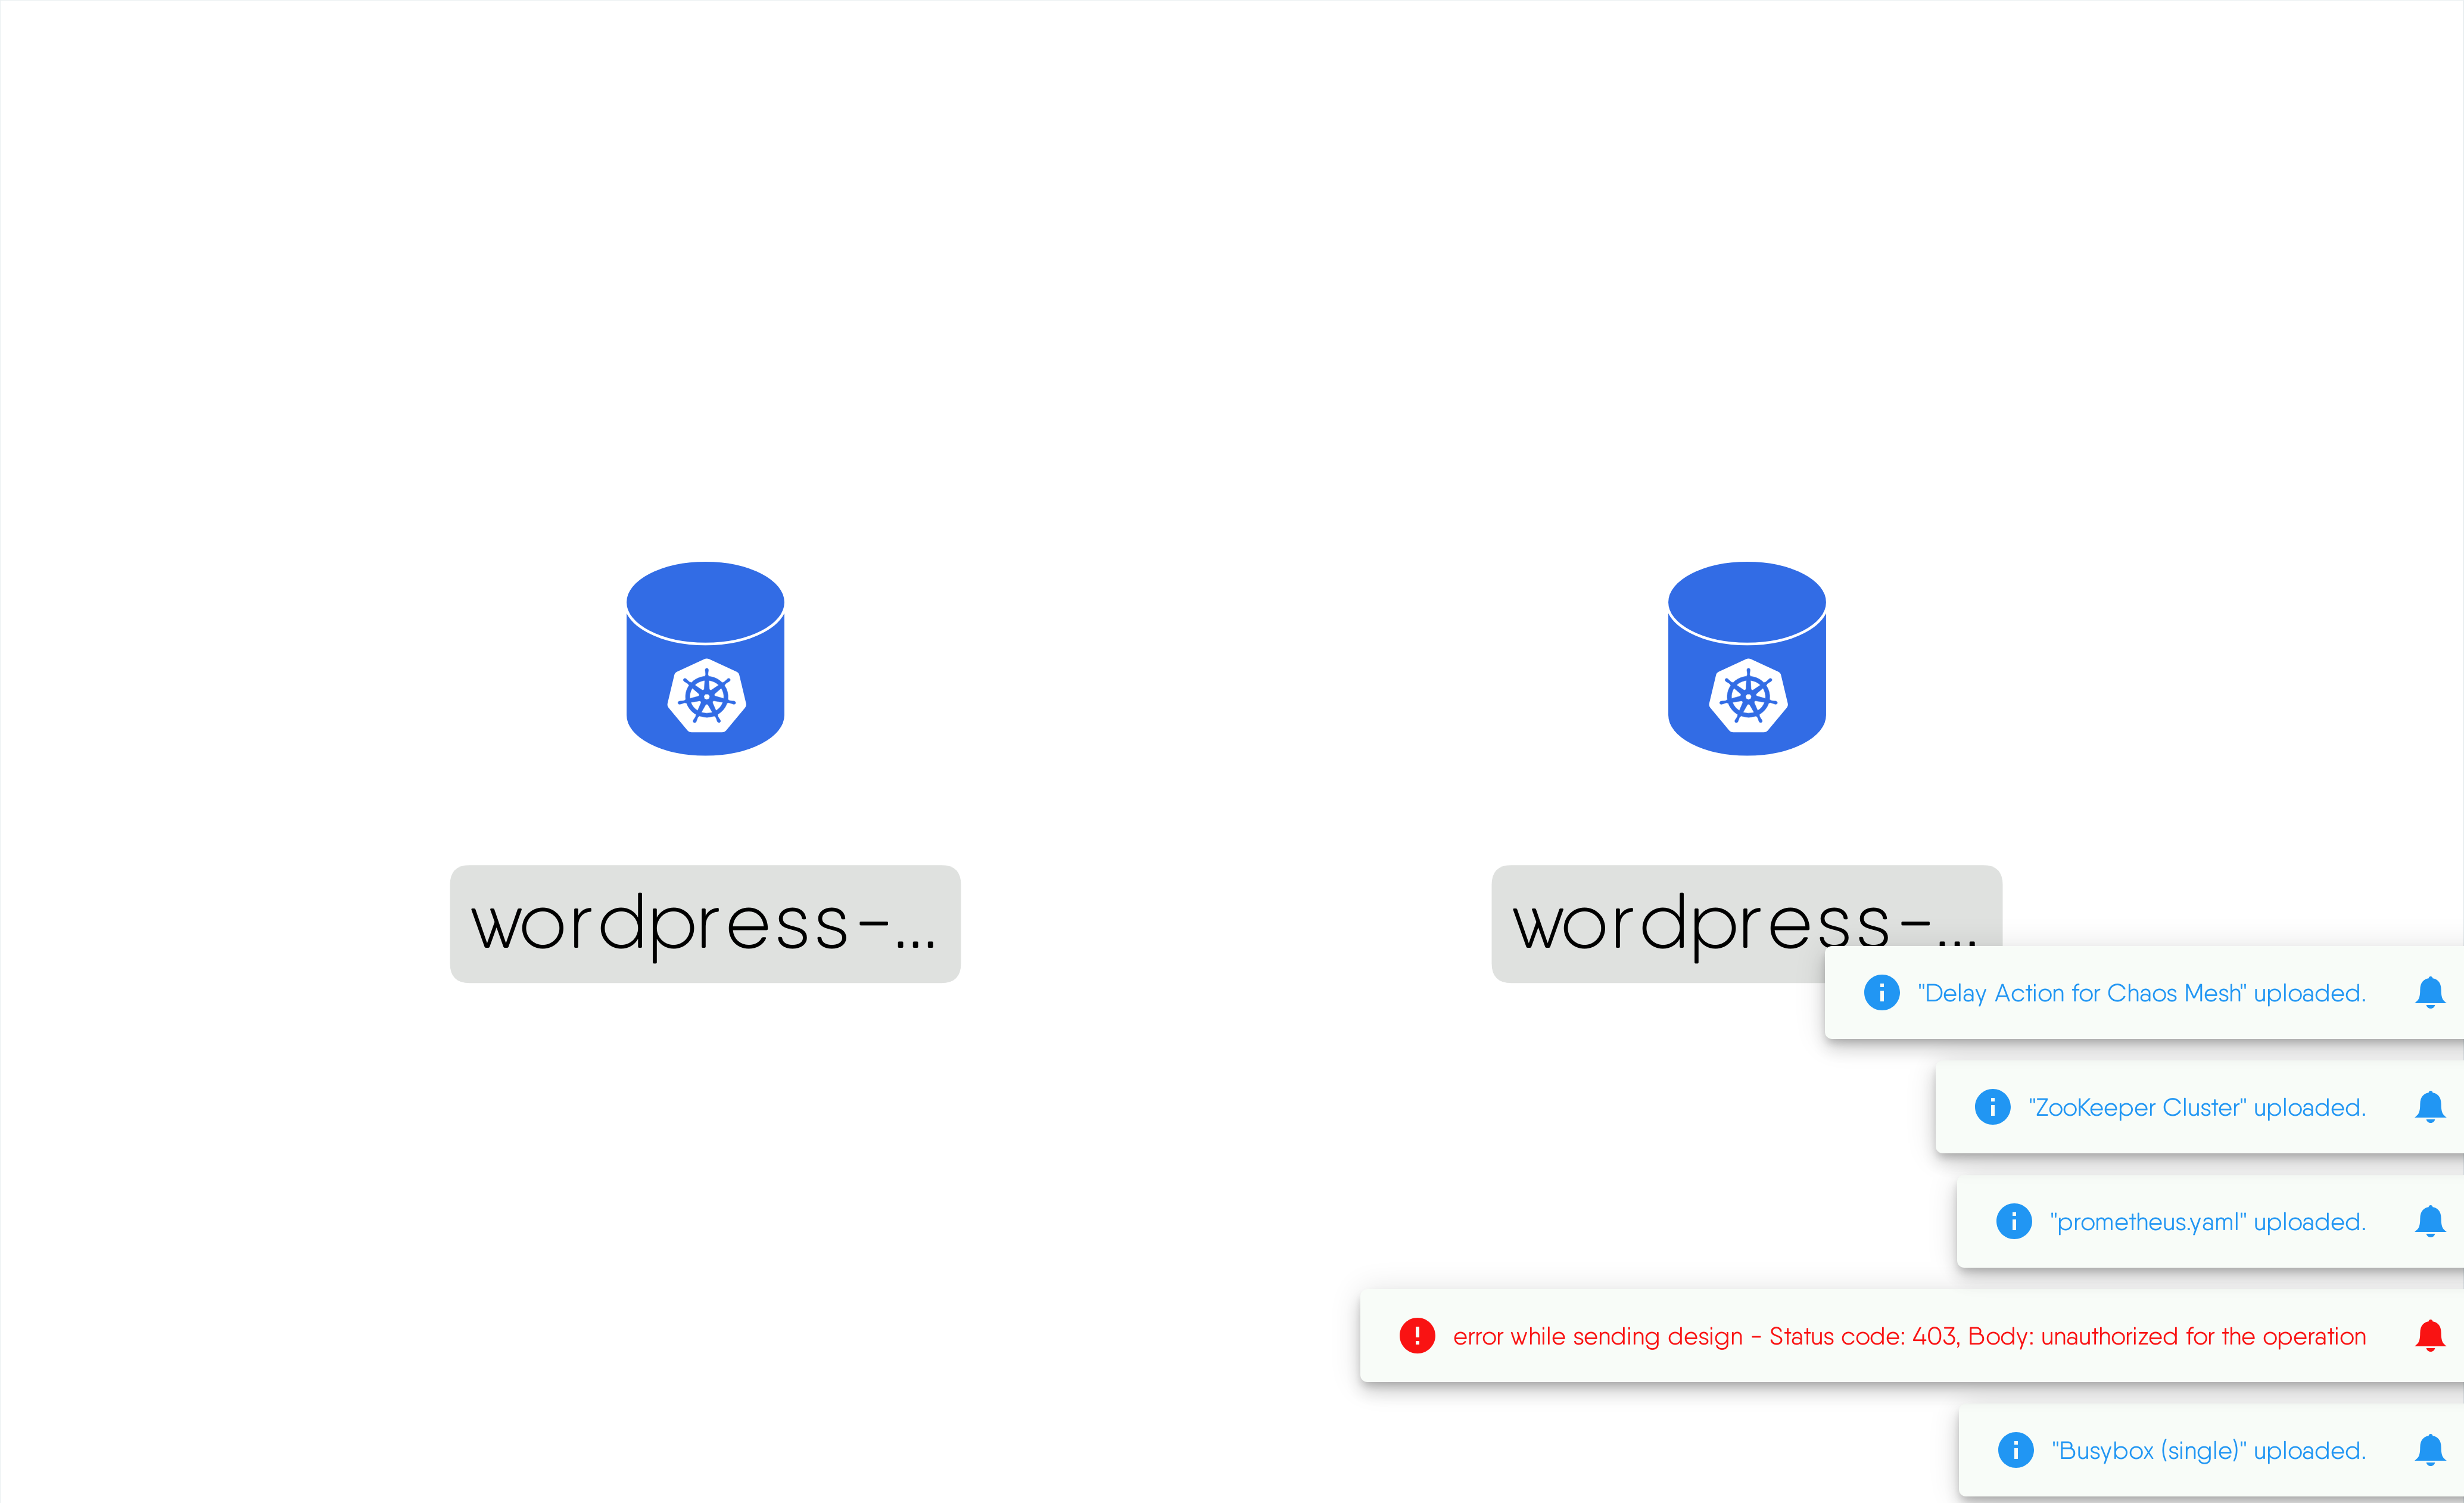 wordpress-...
wordpress-...
"Delay Action for Chaos Mesh" uploaded.
"ZooKeeper Cluster" uploaded.
"prometheus.yaml" uploaded.
error while sending design - Status code: 403, Body: unauthorized for the operation
"Busybox (single)" uploaded.